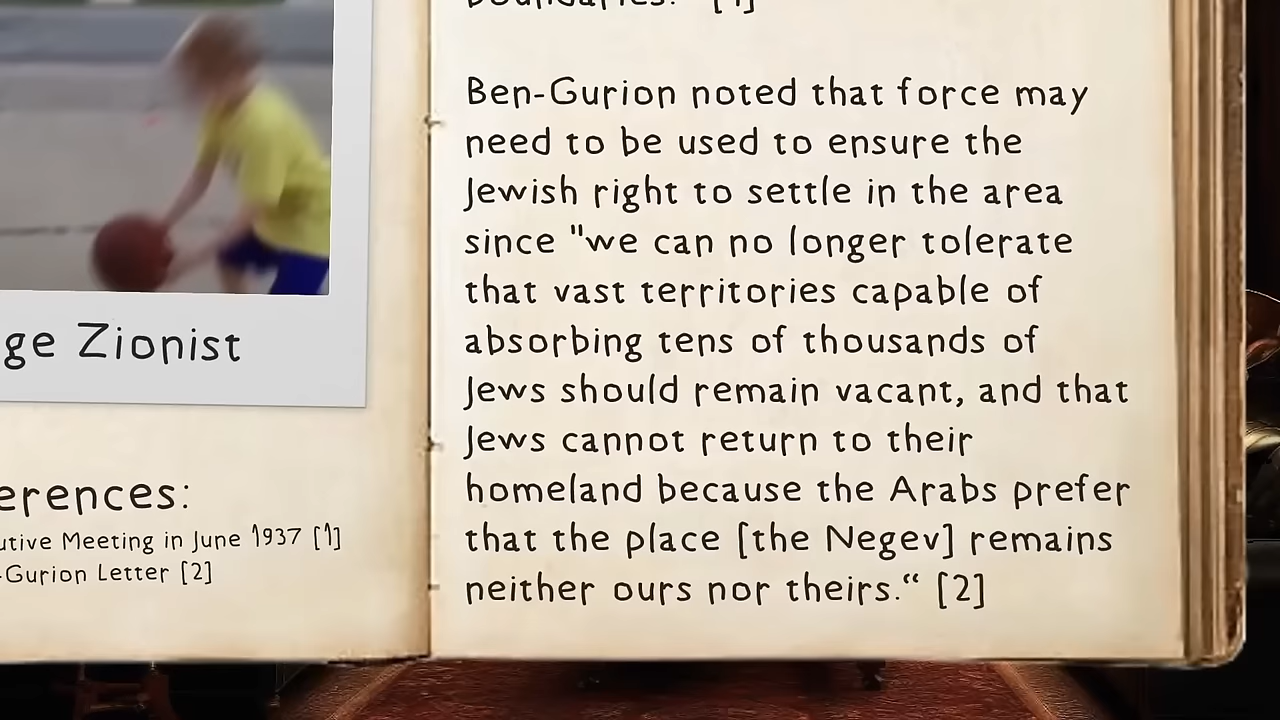 ge Zionist
erences:
utive Meeting in June 1937 [1]
-Gurion Letter [2]
boundaries." [1]
Ben-Gurion noted that force may
need to be used to ensure the
Jewish right to settle in the area
since "we can no longer tolerate
that vast territories capable of
absorbing tens of thousands of
Jews should remain vacant, and that
Jews cannot return to their
homeland because the Arabs prefer
that the place [the Negev] remains
neither ours nor theirs.“ [2]